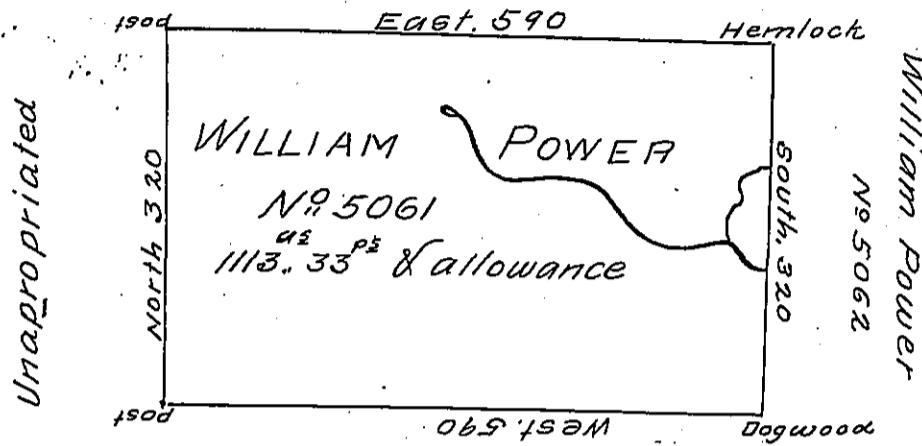 post East. 590 Hemlock
Unapropriated
North 320
WILLIAM POWER
Nº 5061
1113.. 33 & allowance
as ps
South. 320
William Power
Nº 5062
post West. 590 Dogwood